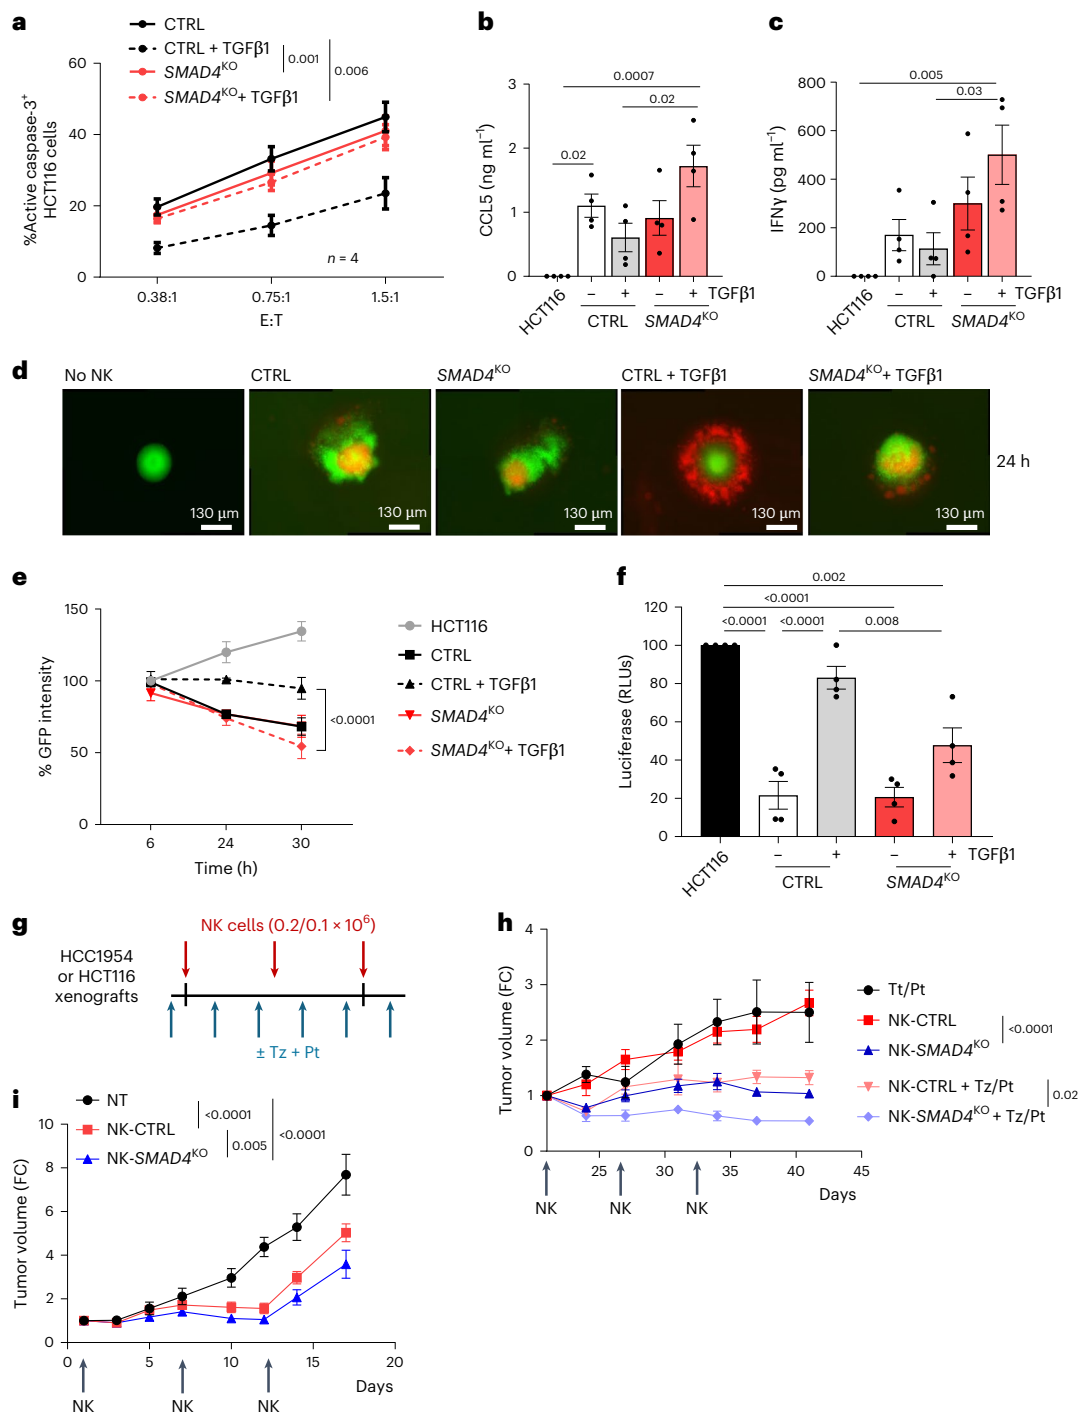 a
CTRL
CTRL + TGFβ1
SMAD4KO
SMAD4KO + TGFβ1
0.001
0.006
%Active caspase-3+
HCT116 cells
60
40
20
0
n = 4
0.38:1
0.75:1
1.5:1
E:T
b
CCL5 (ng ml−1)
3
2
1
0
0.0007
0.02
0.02
HCT116
− + − + TGFβ1
CTRL
SMAD4KO
c
IFNγ (pg ml−1)
800
600
400
200
0
0.005
0.03
HCT116
− + − + TGFβ1
CTRL
SMAD4KO
d
No NK
CTRL
SMAD4KO
CTRL + TGFβ1
SMAD4KO + TGFβ1
130 µm
130 µm
130 µm
130 µm
130 µm
24 h
e
% GFP intensity
150
100
50
0
6
24
30
Time (h)
<0.0001
HCT116
CTRL
CTRL + TGFβ1
SMAD4KO
SMAD4KO + TGFβ1
f
Luciferase (RLUs)
120
100
80
60
40
20
0
0.002
<0.0001
<0.0001
<0.0001
0.008
HCT116
− + − + TGFβ1
CTRL
SMAD4KO
g
NK cells (0.2/0.1 × 106)
HCC1954
or HCT116
xenografts
± Tz + Pt
h
Tumor volume (FC)
4
3
2
1
0
25
30
35
40
45
Days
NK
NK
NK
Tt/Pt
NK-CTRL
NK-SMAD4KO
NK-CTRL + Tz/Pt
NK-SMAD4KO + Tz/Pt
<0.0001
0.02
i
NT
NK-CTRL
NK-SMAD4KO
<0.0001
0.005
<0.0001
Tumor volume (FC)
10
8
6
4
2
0
0
5
10
15
20
Days
NK
NK
NK